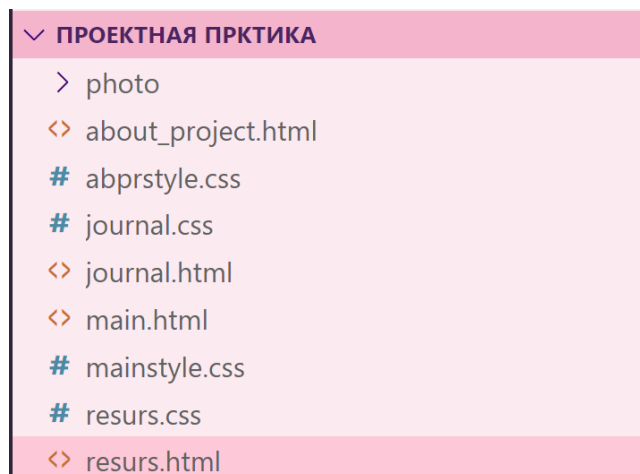 ПРОЕКТНАЯ ПРКТИКА
photo
about_project.html
abprstyle.css
journal.css
journal.html
main.html
mainstyle.css
resurs.css
resurs.html